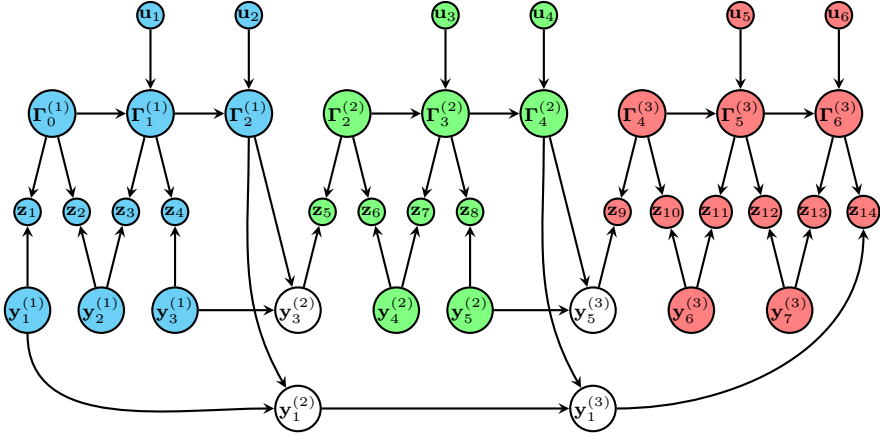 u₁ u₂ u₃ u₄ u₅ u₆
Γ₀⁽¹⁾ Γ₁⁽¹⁾ Γ₂⁽¹⁾ Γ₂⁽²⁾ Γ₃⁽²⁾ Γ₄⁽²⁾ Γ₄⁽³⁾ Γ₅⁽³⁾ Γ₆⁽³⁾
z₁ z₂ z₃ z₄ z₅ z₆ z₇ z₈ z₉ z₁₀ z₁₁ z₁₂ z₁₃ z₁₄
y₁⁽¹⁾ y₂⁽¹⁾ y₃⁽¹⁾ y₃⁽²⁾ y₄⁽²⁾ y₅⁽²⁾ y₅⁽³⁾ y₆⁽³⁾ y₇⁽³⁾
y₁⁽²⁾ y₁⁽³⁾